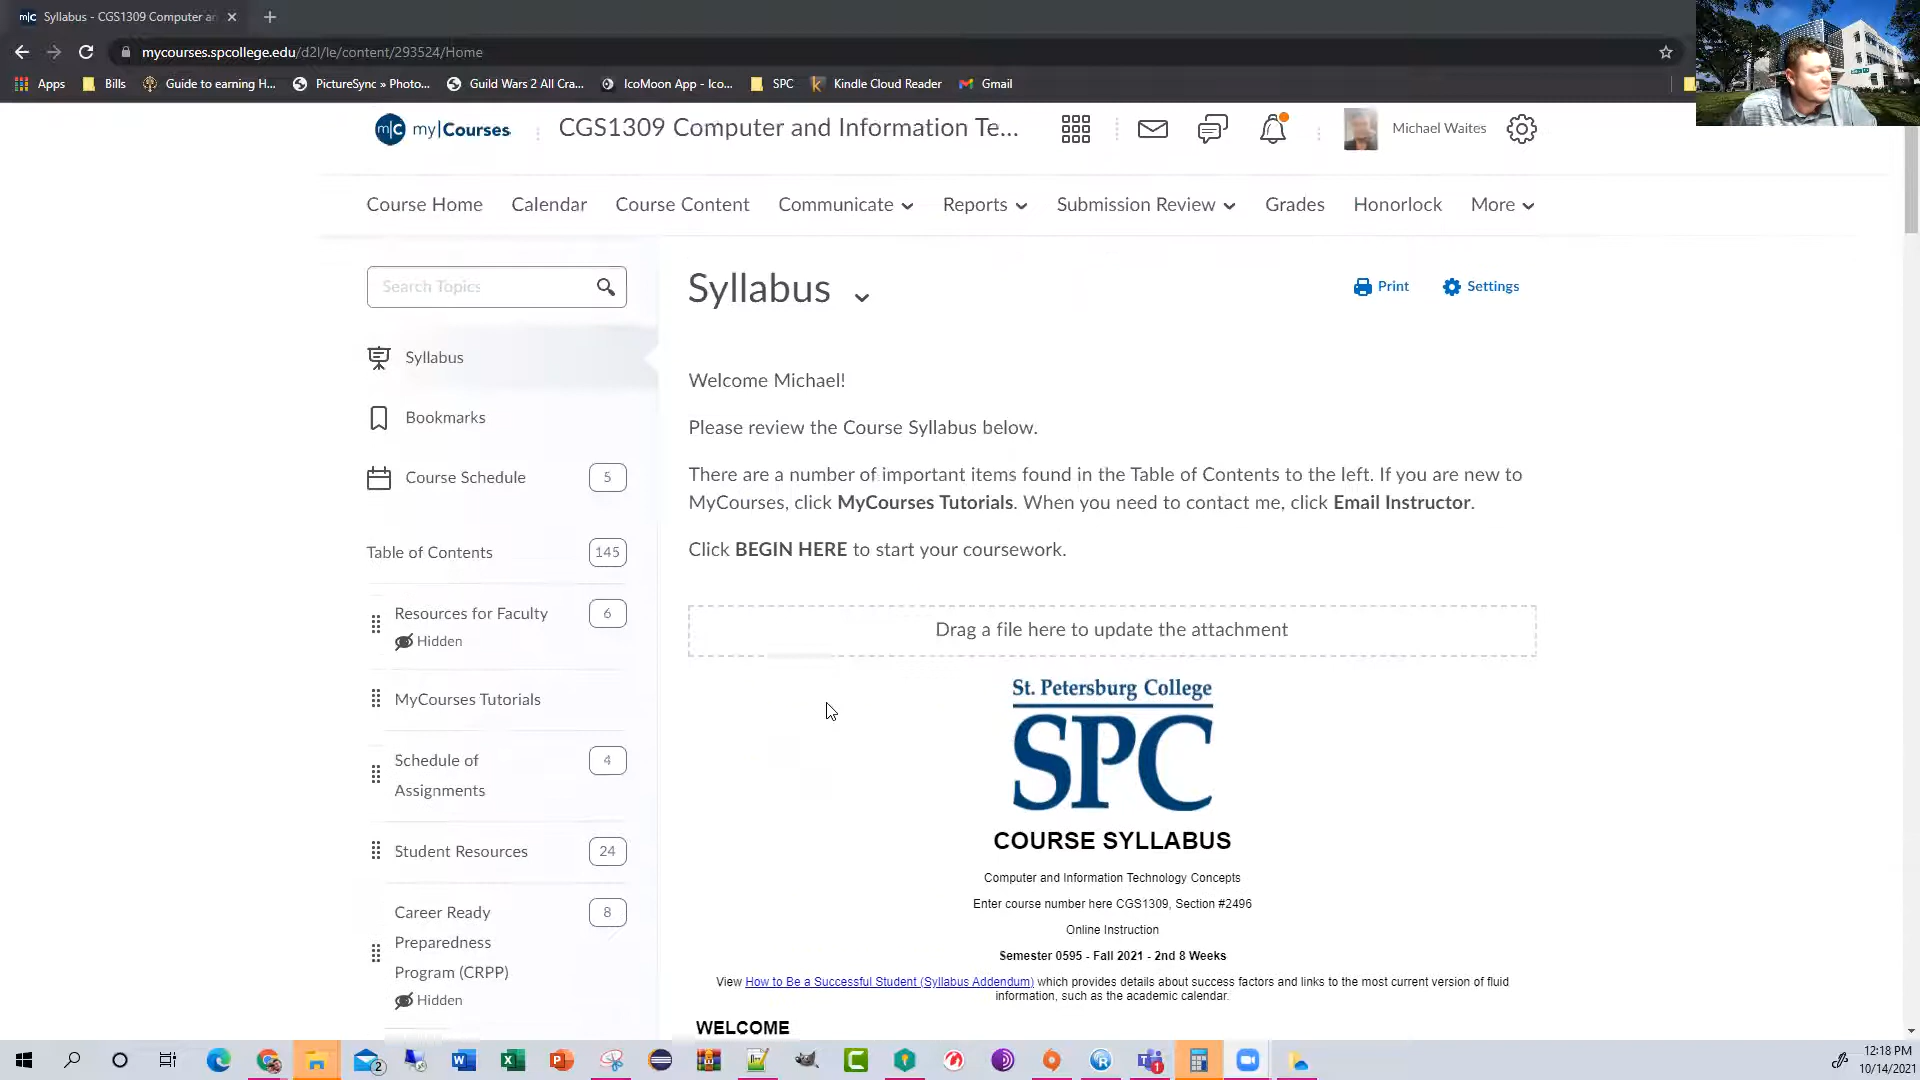 Syllabus - CGS1309 Computer an
mycourses.spcollege.edu/d2l/le/content/293524/Home
Apps Bills Guide to earning H... PictureSync » Photo... Guild Wars 2 All Cra... IcoMoon App - Ico... SPC Kindle Cloud Reader Gmail
m|c my|Courses CGS1309 Computer and Information Te... Michael Waites
Course Home Calendar Course Content Communicate Reports Submission Review Grades Honorlock More
Search Topics
Syllabus
Bookmarks
Course Schedule 5
Table of Contents 145
Resources for Faculty 6
Hidden
MyCourses Tutorials
Schedule of 4
Assignments
Student Resources 24
Career Ready 8
Preparedness
Program (CRPP)
Hidden
Syllabus
Print Settings
Welcome Michael!
Please review the Course Syllabus below.
There are a number of important items found in the Table of Contents to the left. If you are new to
MyCourses, click MyCourses Tutorials. When you need to contact me, click Email Instructor.
Click BEGIN HERE to start your coursework.
Drag a file here to update the attachment
St. Petersburg College
SPC
COURSE SYLLABUS
Computer and Information Technology Concepts
Enter course number here CGS1309, Section #2496
Online Instruction
Semester 0595 - Fall 2021 - 2nd 8 Weeks
View How to Be a Successful Student (Syllabus Addendum) which provides details about success factors and links to the most current version of fluid
information, such as the academic calendar.
WELCOME
12:18 PM
10/14/2021